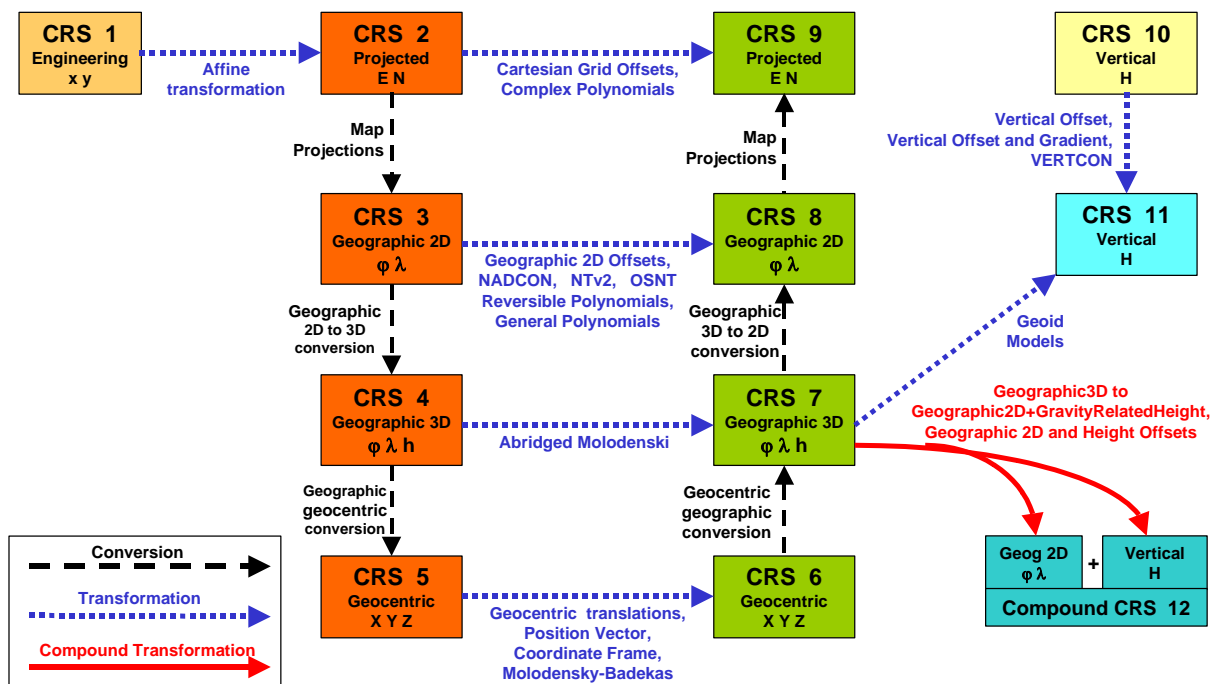 CRS 1
Engineering
x y
Affine
transformation
CRS 2
Projected
E N
Cartesian Grid Offsets,
Complex Polynomials
CRS 9
Projected
E N
CRS 10
Vertical
H
Map
Projections
Map
Projections
Vertical Offset,
Vertical Offset and Gradient,
VERTCON
CRS 3
Geographic 2D
φ λ
Geographic 2D Offsets,
NADCON, NTv2, OSNT
Reversible Polynomials,
General Polynomials
CRS 8
Geographic 2D
φ λ
CRS 11
Vertical
H
Geographic
2D to 3D
conversion
Geographic
3D to 2D
conversion
Geoid
Models
CRS 4
Geographic 3D
φ λ h
Abridged Molodenski
CRS 7
Geographic 3D
φ λ h
Geographic3D to
Geographic2D+GravityRelatedHeight,
Geographic 2D and Height Offsets
Geographic
geocentric
conversion
Geocentric
geographic
conversion
CRS 5
Geocentric
X Y Z
Geocentric translations,
Position Vector,
Coordinate Frame,
Molodensky-Badekas
CRS 6
Geocentric
X Y Z
Geog 2D
φ λ
+
Vertical
H
Compound CRS 12
Conversion
Transformation
Compound Transformation